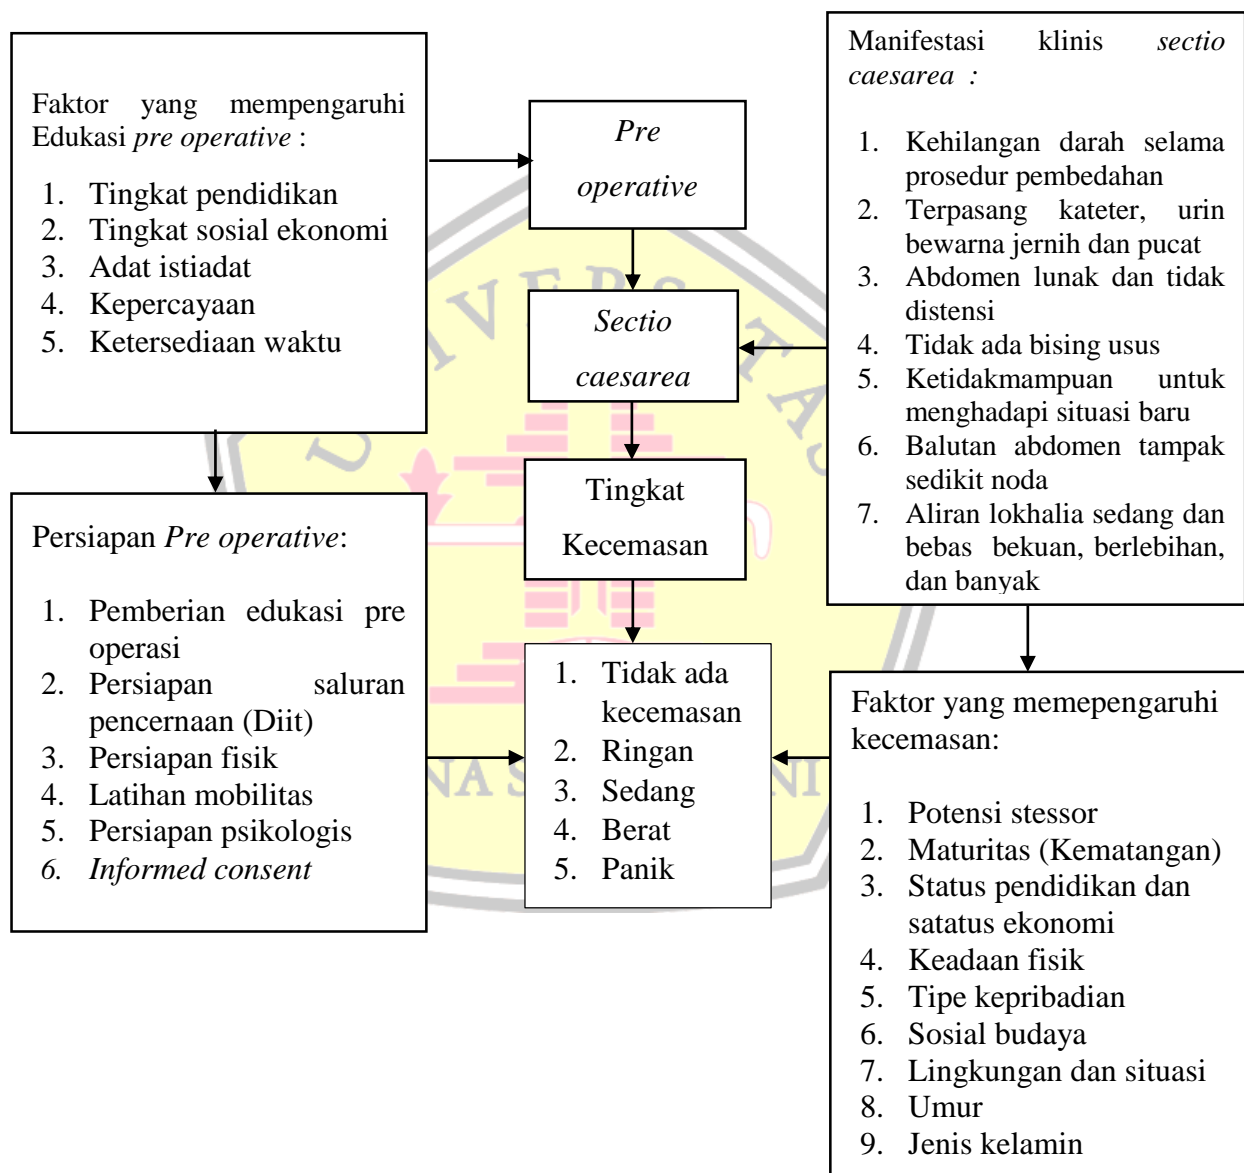 Faktor yang mempengaruhi
Edukasi pre operative :
1. Tingkat pendidikan
2. Tingkat sosial ekonomi
3. Adat istiadat
4. Kepercayaan
5. Ketersediaan waktu
Persiapan Pre operative:
1. Pemberian edukasi pre
operasi
2. Persiapan saluran
pencernaan (Diit)
3. Persiapan fisik
4. Latihan mobilitas
5. Persiapan psikologis
6. Informed consent
Pre
operative
Sectio
caesarea
Tingkat
Kecemasan
1. Tidak ada
kecemasan
2. Ringan
3. Sedang
4. Berat
5. Panik
Manifestasi klinis sectio
caesarea :
1. Kehilangan darah selama
prosedur pembedahan
2. Terpasang kateter, urin
bewarna jernih dan pucat
3. Abdomen lunak dan tidak
distensi
4. Tidak ada bising usus
5. Ketidakmampuan untuk
menghadapi situasi baru
6. Balutan abdomen tampak
sedikit noda
7. Aliran lokhalia sedang dan
bebas bekuan, berlebihan,
dan banyak
Faktor yang memepengaruhi
kecemasan:
1. Potensi stessor
2. Maturitas (Kematangan)
3. Status pendidikan dan
satatus ekonomi
4. Keadaan fisik
5. Tipe kepribadian
6. Sosial budaya
7. Lingkungan dan situasi
8. Umur
9. Jenis kelamin